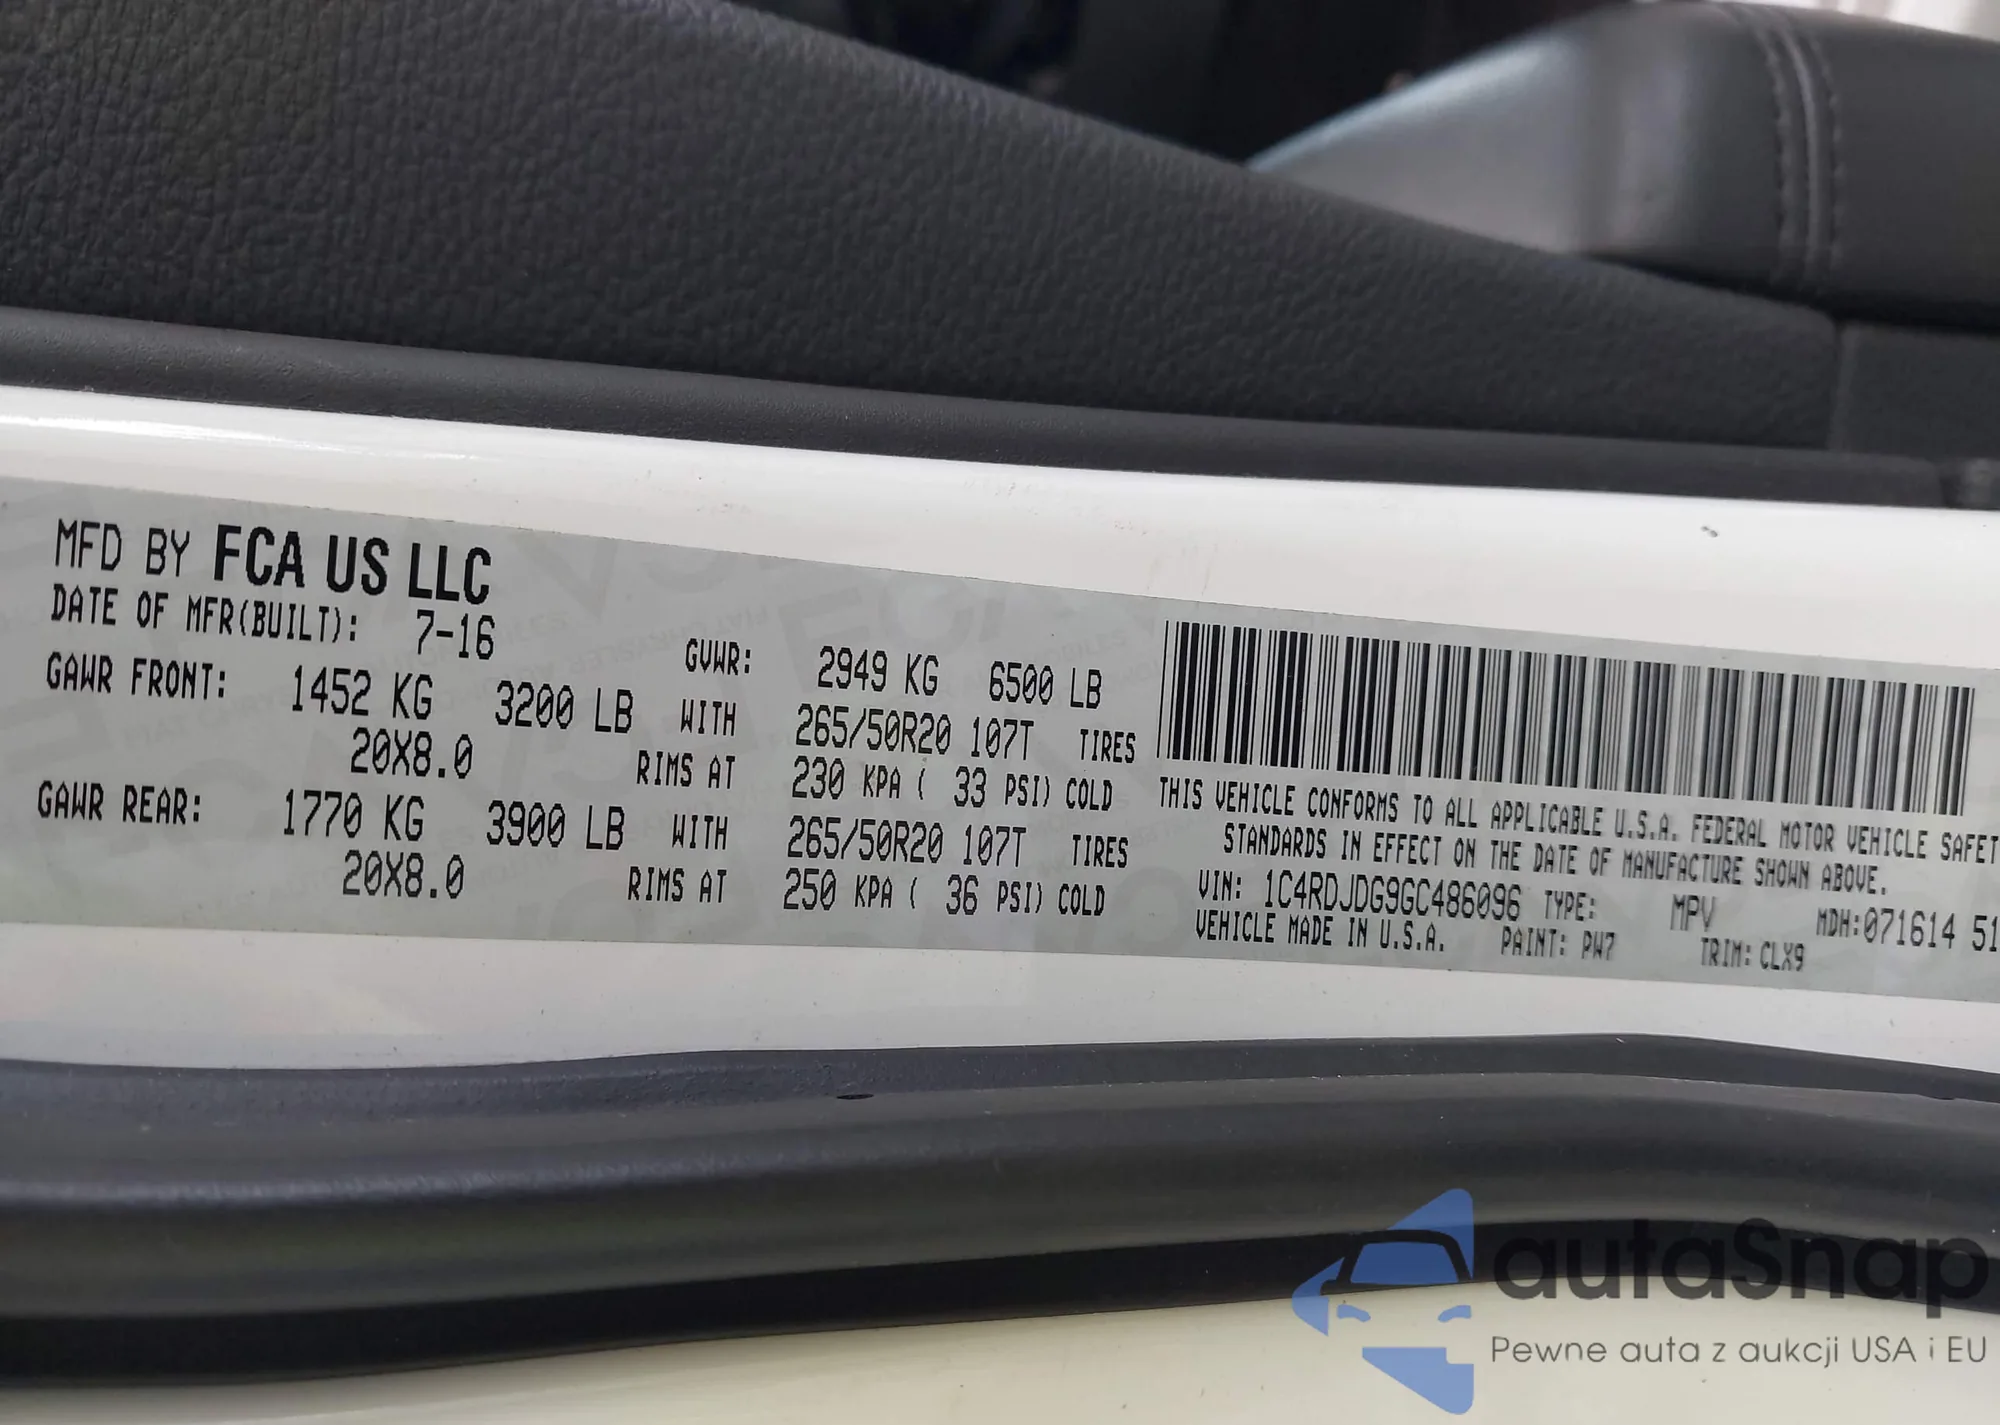 MFD BY FCA US LLC
DATE OF MFR(BUILT): 7-16 GVWR: 2949 KG 6500 LB
GAWR FRONT: 1452 KG 3200 LB WITH 265/50R20 107T TIRES
20X8.0 RIMS AT 230 KPA ( 33 PSI) COLD
GAWR REAR: 1770 KG 3900 LB WITH 265/50R20 107T TIRES
20X8.0 RIMS AT 250 KPA ( 36 PSI) COLD
THIS VEHICLE CONFORMS TO ALL APPLICABLE U.S.A. FEDERAL MOTOR VEHICLE SAFET
STANDARDS IN EFFECT ON THE DATE OF MANUFACTURE SHOWN ABOVE.
VIN: 1C4RDJDG9GC486096 TYPE: MPV MDH:071614 51
VEHICLE MADE IN U.S.A. PAINT: PW7 TRIM: CLX9
autaSnap
Pewne auta z aukcji USA i EU